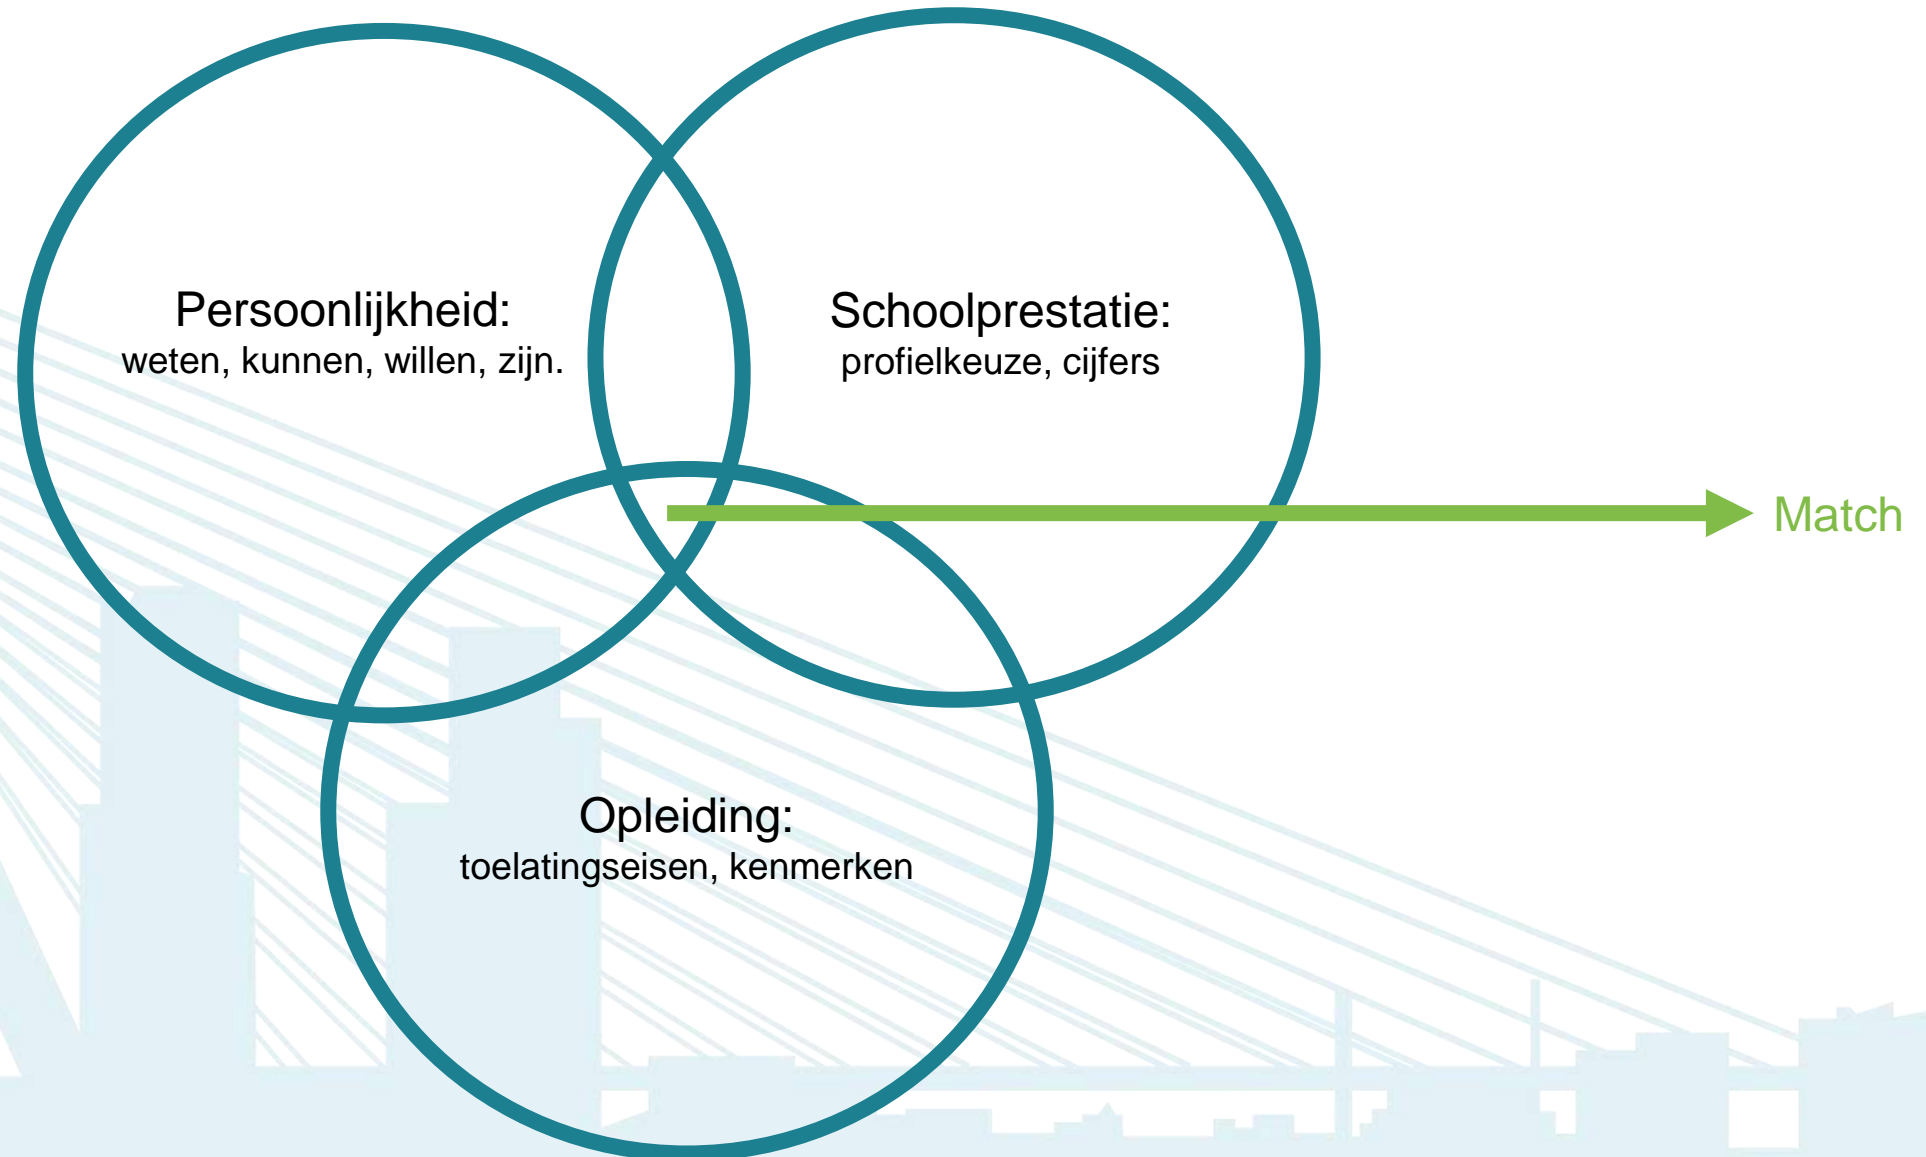 Persoonlijkheid:
weten, kunnen, willen, zijn.
Schoolprestatie:
profielkeuze, cijfers
Match
Opleiding:
toelatingseisen, kenmerken